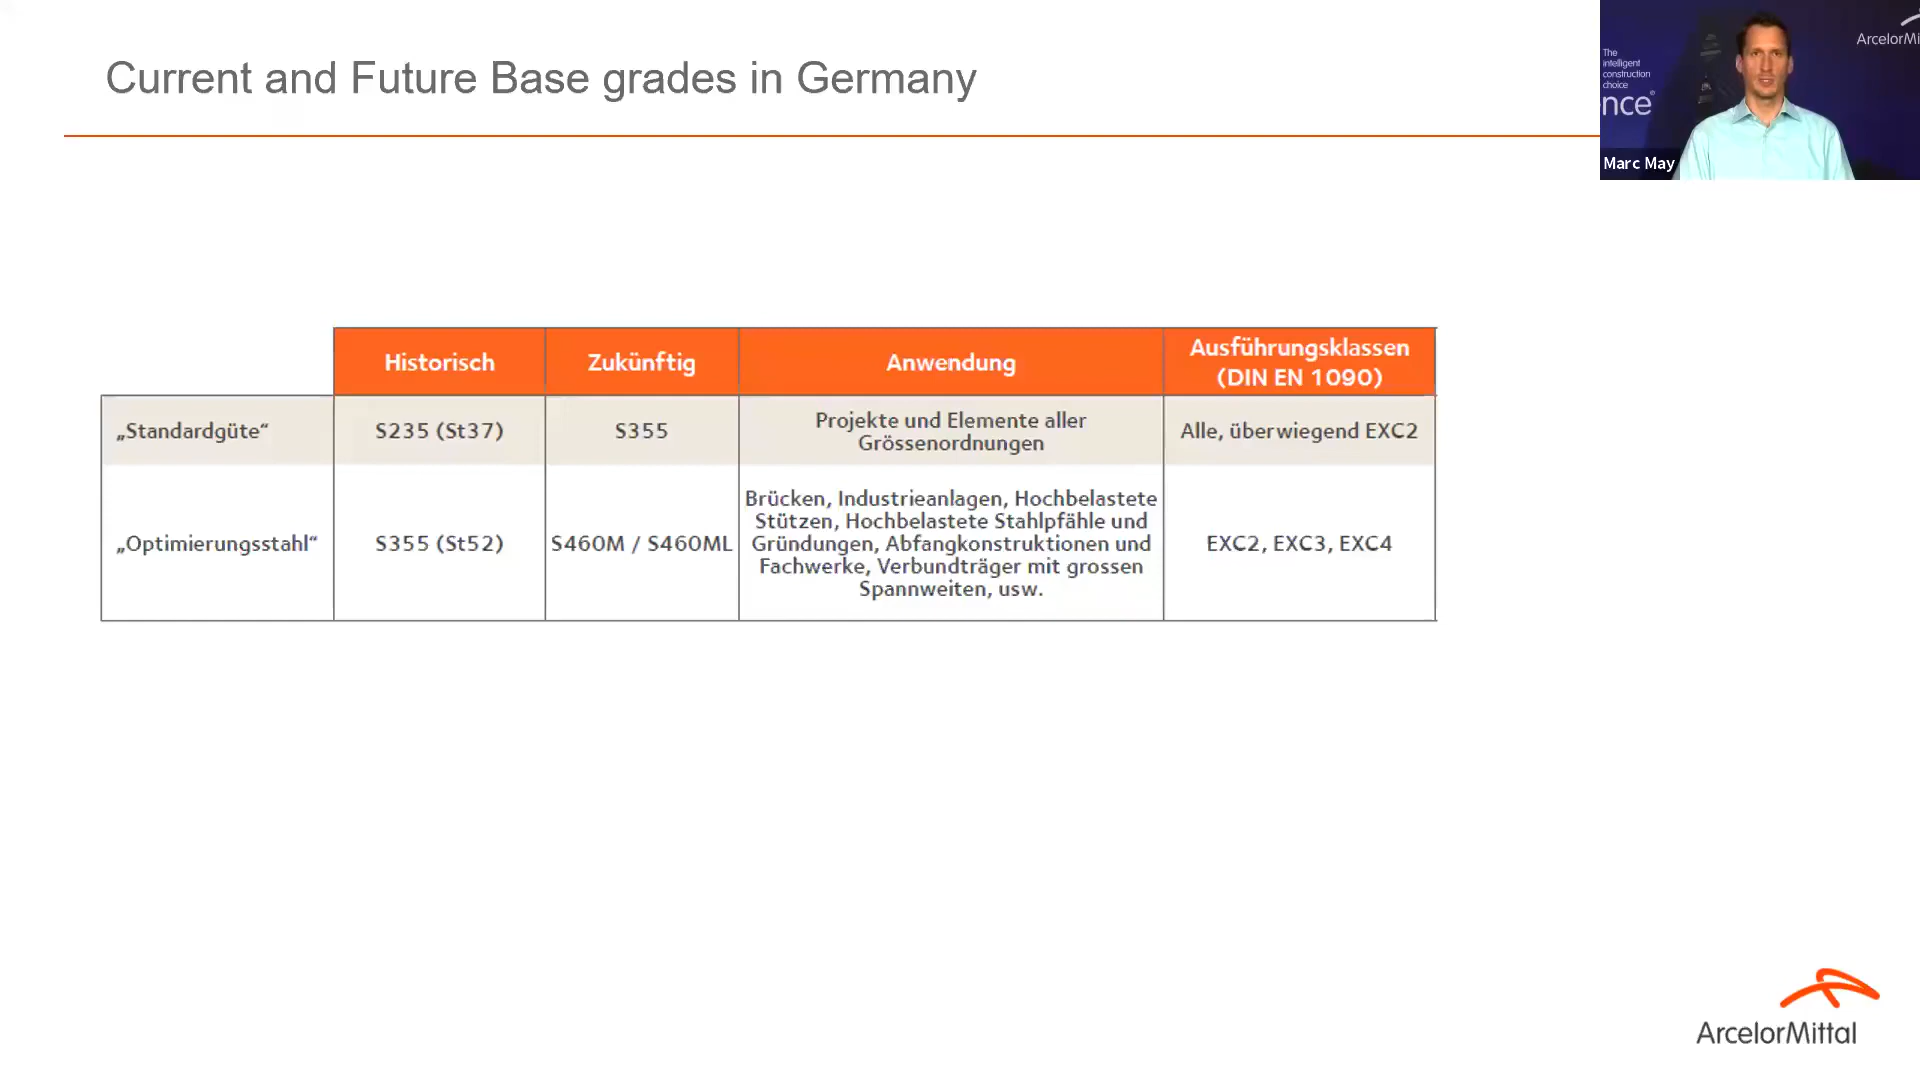 Current and Future Base grades in Germany
The
intelligent
construction
choice
nce®
ArcelorMi
Marc May
Historisch
Zukünftig
Anwendung
Ausführungsklassen
(DIN EN 1090)
„Standardgüte“
S235 (St37)
S355
Projekte und Elemente aller
Grössenordnungen
Alle, überwiegend EXC2
„Optimierungsstahl“
S355 (St52)
S460M / S460ML
Brücken, Industrieanlagen, Hochbelastete
Stützen, Hochbelastete Stahlpfähle und
Gründungen, Abfangkonstruktionen und
Fachwerke, Verbundträger mit grossen
Spannweiten, usw.
EXC2, EXC3, EXC4
ArcelorMittal